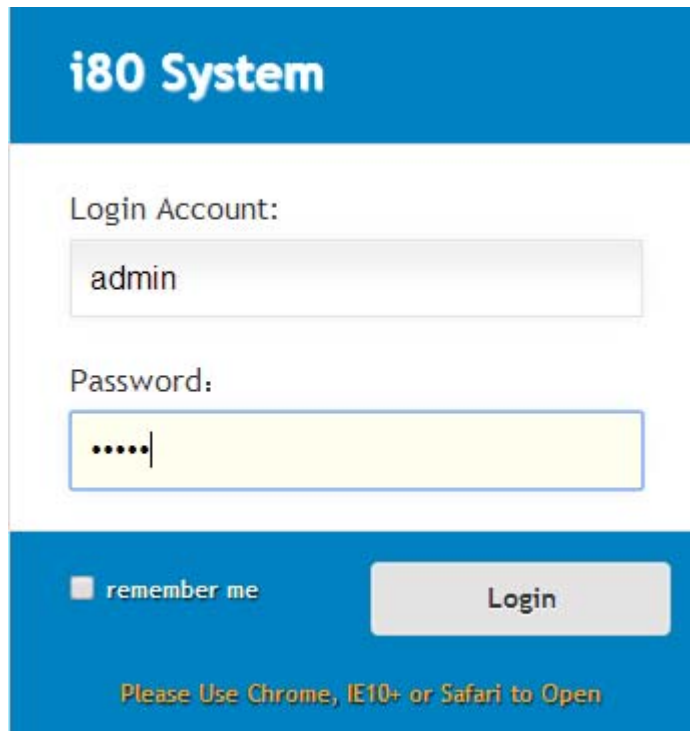 i80 System
Login Account:
admin
Password：
•••••
remember me
Login
Please Use Chrome, IE10+ or Safari to Open